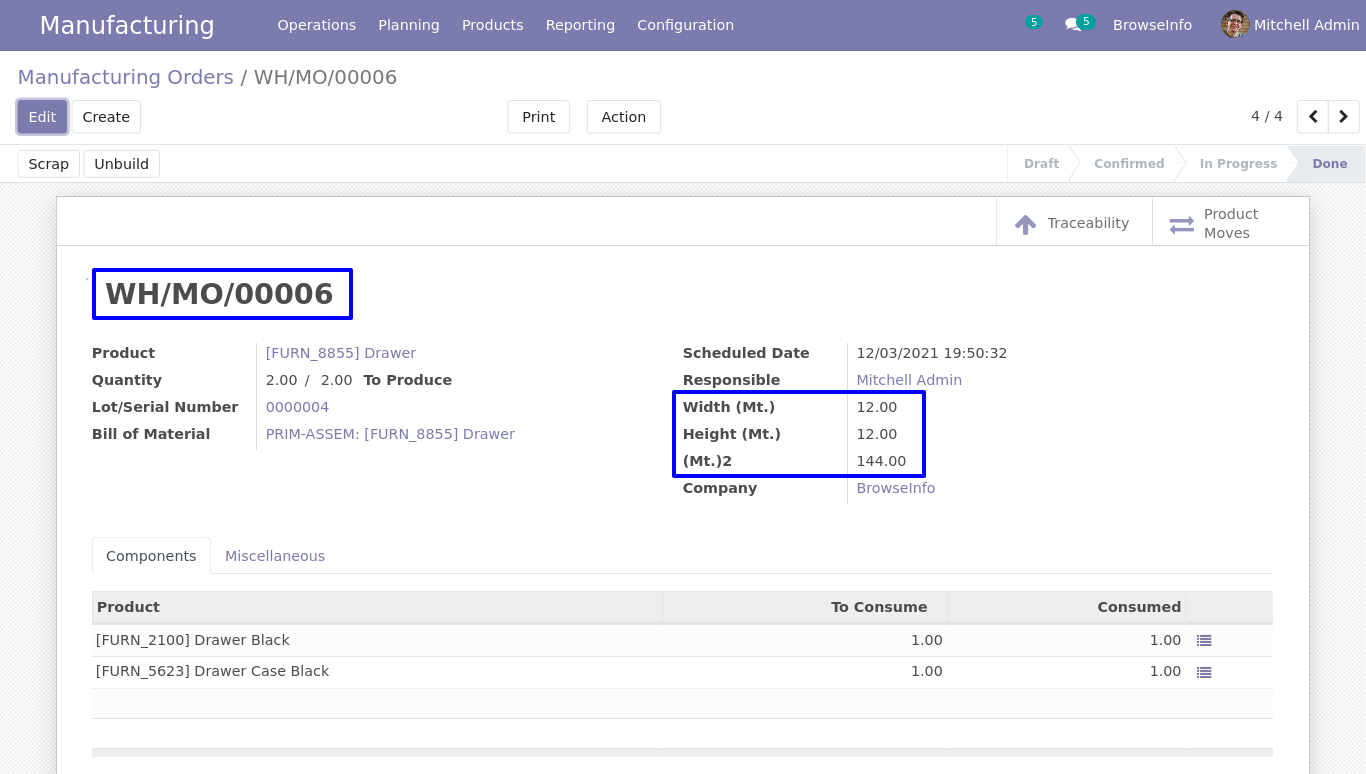 Manufacturing Operations Planning Products Reporting Configuration 5 5 BrowseInfo Mitchell Admin
Manufacturing Orders / WH/MO/00006
Edit Create Print Action 4 / 4
Scrap Unbuild Draft Confirmed In Progress Done
Traceability Product Moves
WH/MO/00006
Product [FURN_8855] Drawer Scheduled Date 12/03/2021 19:50:32
Quantity 2.00 / 2.00 To Produce Responsible Mitchell Admin
Lot/Serial Number 0000004 Width (Mt.) 12.00
Bill of Material PRIM-ASSEM: [FURN_8855] Drawer Height (Mt.) 12.00
(Mt.)2 144.00
Company BrowseInfo
Components Miscellaneous
Product To Consume Consumed
[FURN_2100] Drawer Black 1.00 1.00
[FURN_5623] Drawer Case Black 1.00 1.00